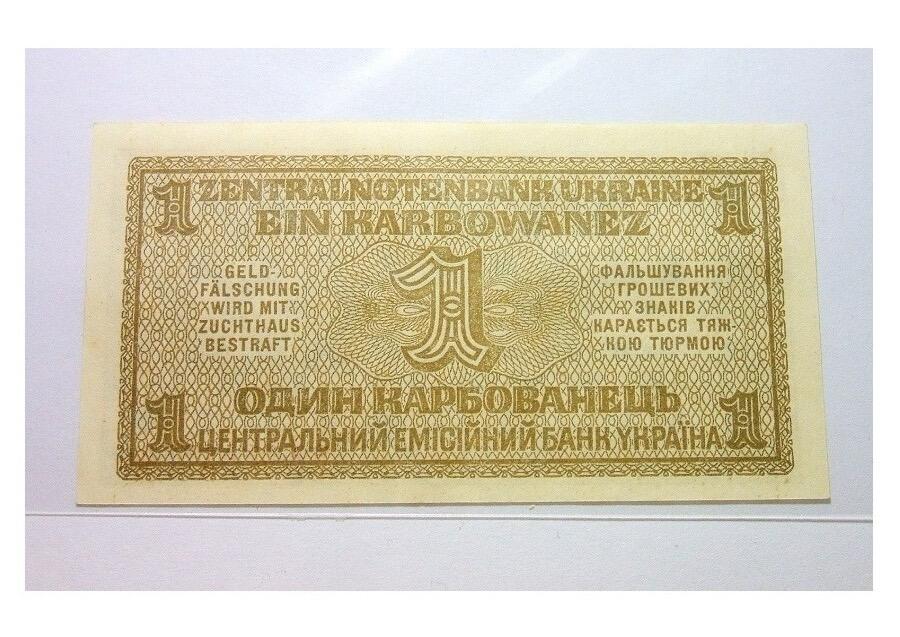 1 ZENTRALNOTENBANK UKRAINE 1
EIN KARBOWANEZ
GELD-
FÄLSCHUNG
WIRD MIT
ZUCHTHAUS
BESTRAFT
1
ФАЛЬШУВАННЯ
ГРОШЕВИХ
ЗНАКІВ
КАРАЄТЬСЯ ТЯЖ-
КОЮ ТЮРМОЮ
ОДИН КАРБОВАНЕЦЬ
1 ЦЕНТРАЛЬНИЙ ЕМІСІЙНИЙ БАНК УКРАЇНА 1